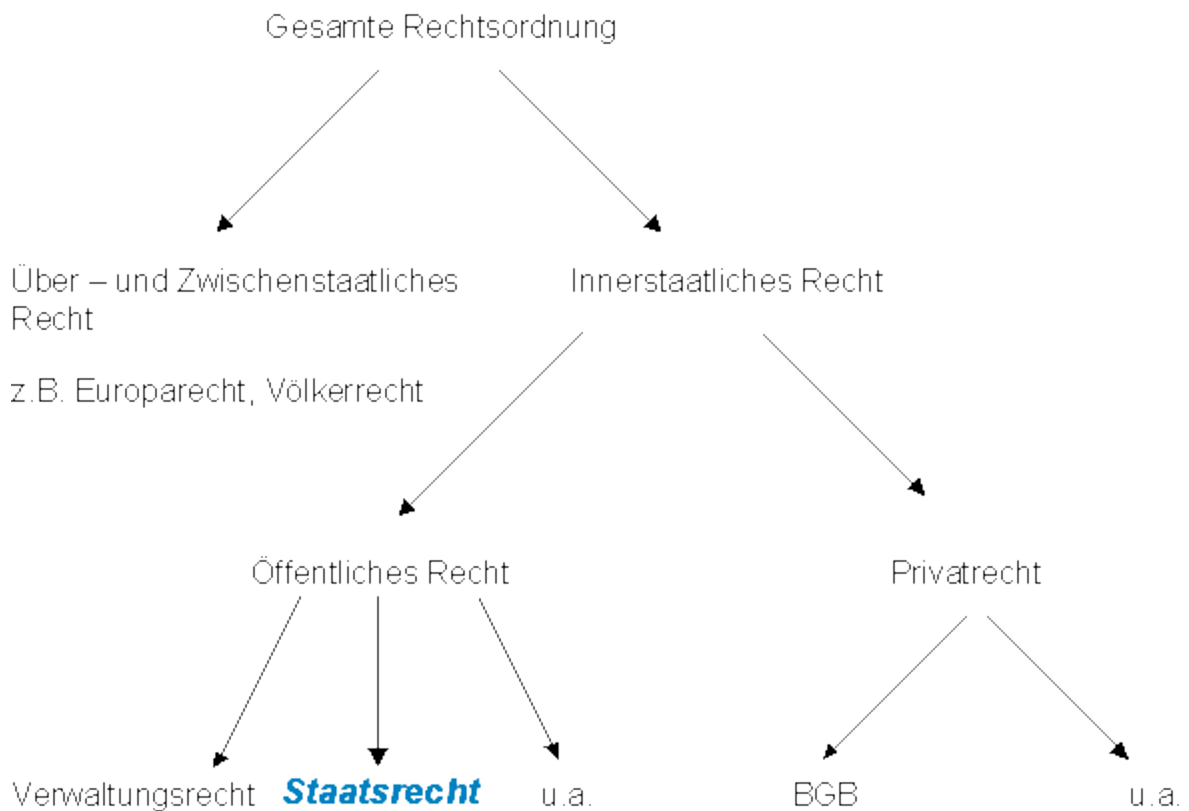 Gesamte Rechtsordnung
Über – und Zwischenstaatliches
Recht
Innerstaatliches Recht
z.B. Europarecht, Völkerrecht
Öffentliches Recht
Privatrecht
Verwaltungsrecht
Staatsrecht
u.a.
BGB
u.a.